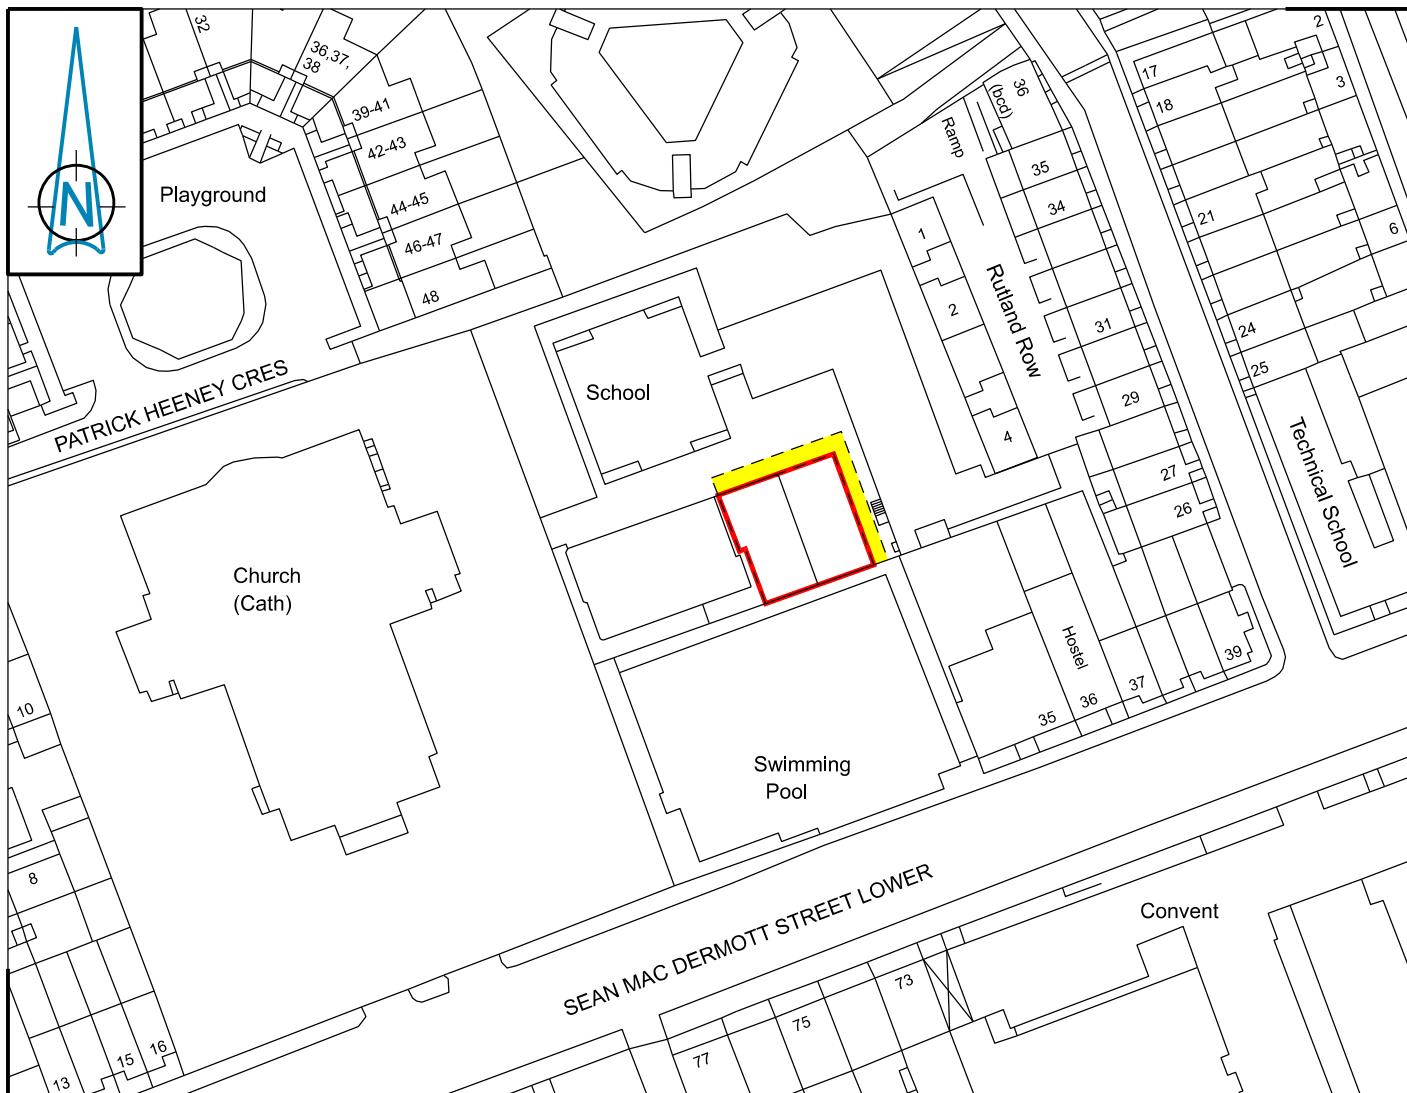 N
32
36,37,
38
39-41
42-43
44-45
46-47
48
Playground
PATRICK HEENEY CRES
School
Church
(Cath)
Ramp
36
(bcd)
35
34
31
29
27
26
1
2
4
Rutland Row
17
18
21
24
25
2
3
6
Technical School
Hostel
35
36
37
39
Swimming
Pool
SEAN MAC DERMOTT STREET LOWER
Convent
73
75
77
10
8
13
15
16